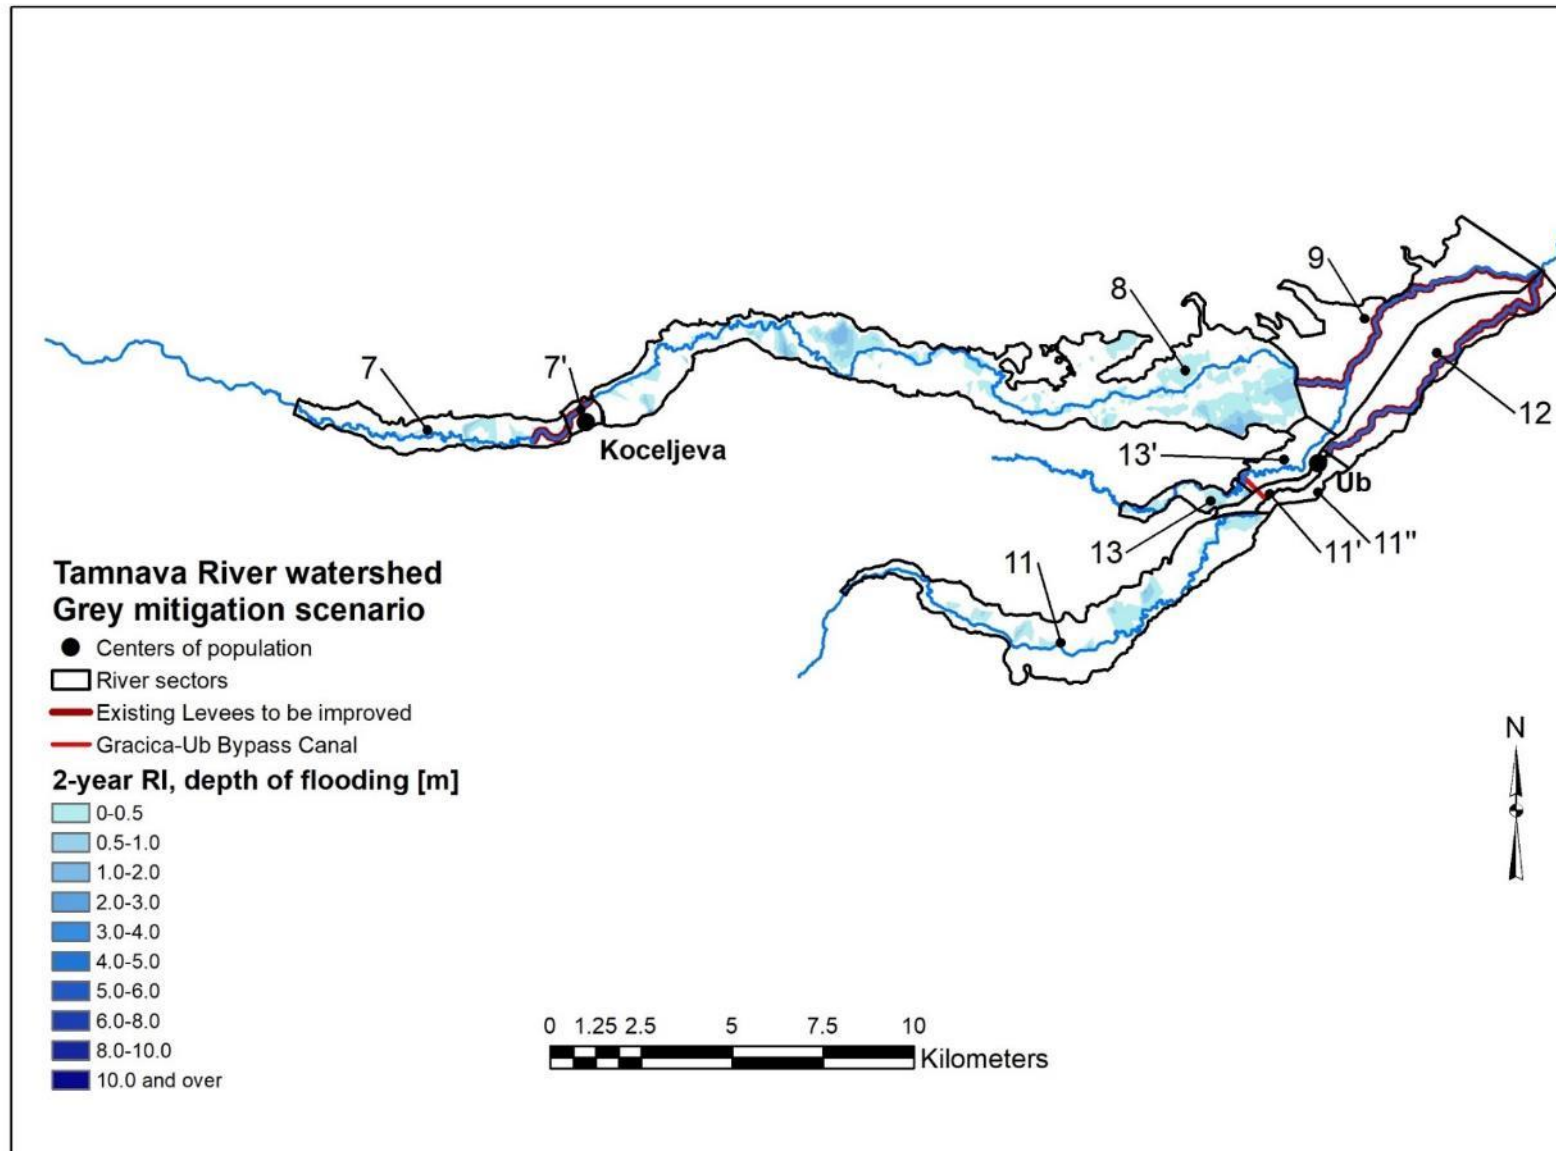 9
8
7
7'
12
Koceljeva
13'
Ub
13
11'
11"
11
Tamnava River watershed
Grey mitigation scenario
Centers of population
River sectors
Existing Levees to be improved
Gracica-Ub Bypass Canal
2-year RI, depth of flooding [m]
0-0.5
0.5-1.0
1.0-2.0
2.0-3.0
3.0-4.0
4.0-5.0
5.0-6.0
6.0-8.0
8.0-10.0
10.0 and over
N
0 1.25 2.5 5 7.5 10
Kilometers